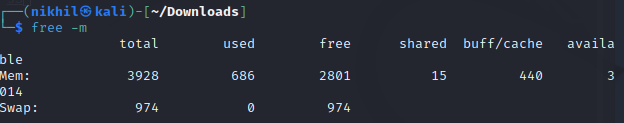 ┌──(nikhil㉿kali)-[~/Downloads]
└─$ free -m
total used free shared buff/cache availa
ble
Mem: 3928 686 2801 15 440 3
014
Swap: 974 0 974